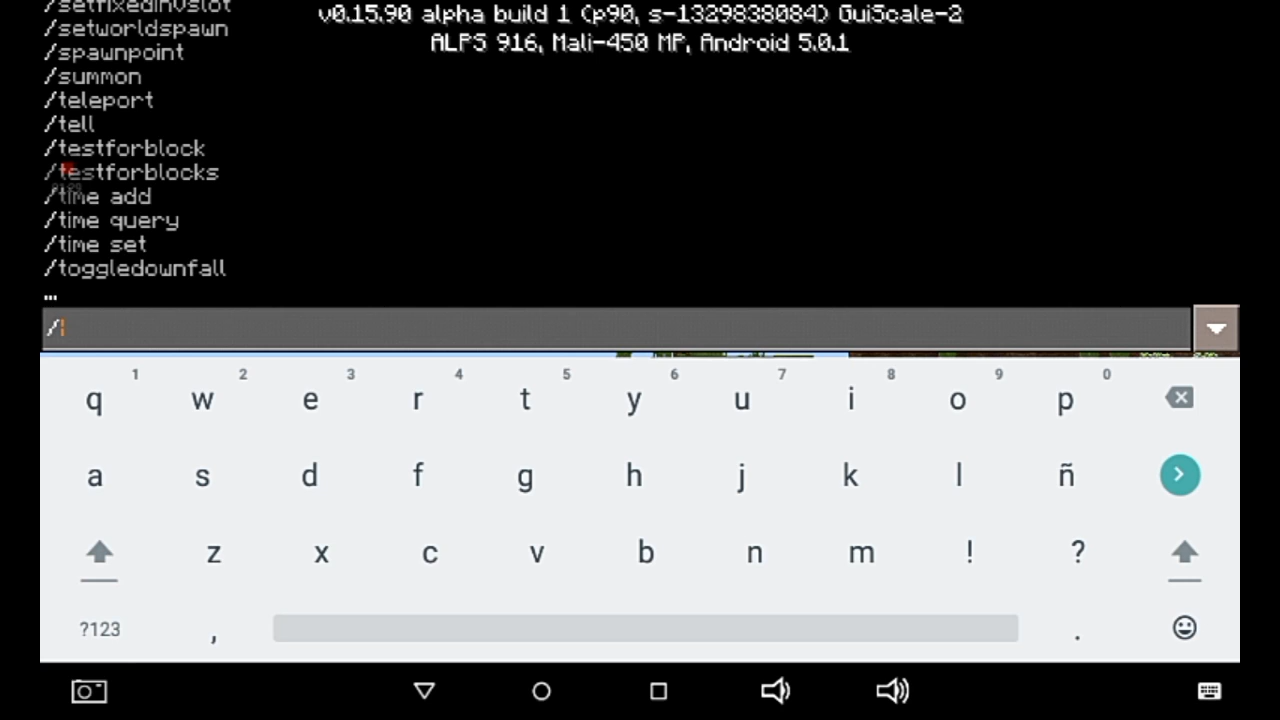 /setfixedinvslot
v0.15.90 alpha build 1 (p90, s-1329838084) GuiScale-2
/setworldspawn
ALPS 916, Mali-450 MP, Android 5.0.1
/spawnpoint
/summon
/teleport
/tell
/testforblock
/testforblocks
/time add
/time query
/time set
/toggledownfall
...
/
1 2 3 4 5 6 7 8 9 0
q w e r t y u i o p
a s d f g h j k l ñ
z x c v b n m ! ?
?123 , .